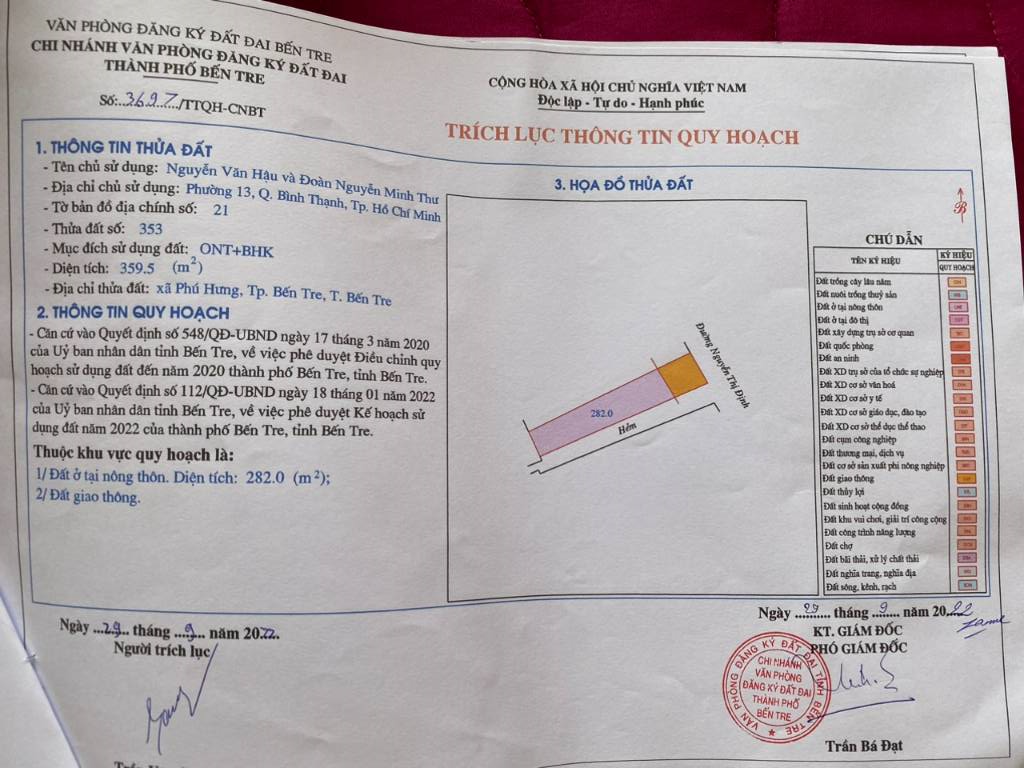 VĂN PHÒNG ĐĂNG KÝ ĐẤT ĐAI BẾN TRE
CHI NHÁNH VĂN PHÒNG ĐĂNG KÝ ĐẤT ĐAI
THÀNH PHỐ BẾN TRE
Số:..3697.../TTQH-CNBT
CỘNG HÒA XÃ HỘI CHỦ NGHĨA VIỆT NAM
Độc lập - Tự do - Hạnh phúc
TRÍCH LỤC THÔNG TIN QUY HOẠCH
1. THÔNG TIN THỬA ĐẤT
- Tên chủ sử dụng: Nguyễn Văn Hậu và Đoàn Nguyễn Minh Thư
- Địa chỉ chủ sử dụng: Phường 13, Q. Bình Thạnh, Tp. Hồ Chí Minh
- Tờ bản đồ địa chính số: 21
- Thửa đất số: 353
- Mục đích sử dụng đất: ONT+BHK
- Diện tích: 359.5 (m²)
- Địa chỉ thửa đất: xã Phú Hưng, Tp. Bến Tre, T. Bến Tre
2. THÔNG TIN QUY HOẠCH
- Căn cứ vào Quyết định số 548/QĐ-UBND ngày 17 tháng 3 năm 2020
của Uỷ ban nhân dân tỉnh Bến Tre, về việc phê duyệt Điều chỉnh quy
hoạch sử dụng đất đến năm 2020 thành phố Bến Tre, tỉnh Bến Tre.
- Căn cứ vào Quyết định số 112/QĐ-UBND ngày 18 tháng 01 năm 2022
của Uỷ ban nhân dân tỉnh Bến Tre, về việc phê duyệt Kế hoạch sử
dụng đất năm 2022 của thành phố Bến Tre, tỉnh Bến Tre.
Thuộc khu vực quy hoạch là:
1/ Đất ở tại nông thôn. Diện tích: 282.0 (m²);
2/ Đất giao thông.
3. HỌA ĐỒ THỬA ĐẤT
B
Đường Nguyễn Thị Định
282.0
Hẻm
CHÚ DẪN
TÊN KÝ HIỆU
KÝ HIỆU
QUY HOẠCH
Đất trồng cây lâu năm
Đất nuôi trồng thuỷ sản
Đất ở tại nông thôn
Đất ở tại đô thị
Đất xây dựng trụ sở cơ quan
Đất quốc phòng
Đất an ninh
Đất XD trụ sở của tổ chức sự nghiệp
Đất XD cơ sở văn hoá
Đất XD cơ sở y tế
Đất XD cơ sở giáo dục, đào tạo
Đất XD cơ sở thể dục thể thao
Đất cụm công nghiệp
Đất thương mại, dịch vụ
Đất cơ sở sản xuất phi nông nghiệp
Đất giao thông
Đất thủy lợi
Đất sinh hoạt cộng đồng
Đất khu vui chơi, giải trí công cộng
Đất công trình năng lượng
Đất chợ
Đất bãi thải, xử lý chất thải
Đất nghĩa trang, nghĩa địa
Đất sông, kênh, rạch
Ngày ...29... tháng ...9... năm 2022.
Người trích lục
Ngày ...29... tháng ...9... năm 2022
KT. GIÁM ĐỐC
PHÓ GIÁM ĐỐC
VĂN PHÒNG ĐĂNG KÝ ĐẤT ĐAI TỈNH BẾN TRE
CHI NHÁNH
VĂN PHÒNG
ĐĂNG KÝ ĐẤT ĐAI
THÀNH PHỐ
BẾN TRE
Trần Bá Đạt